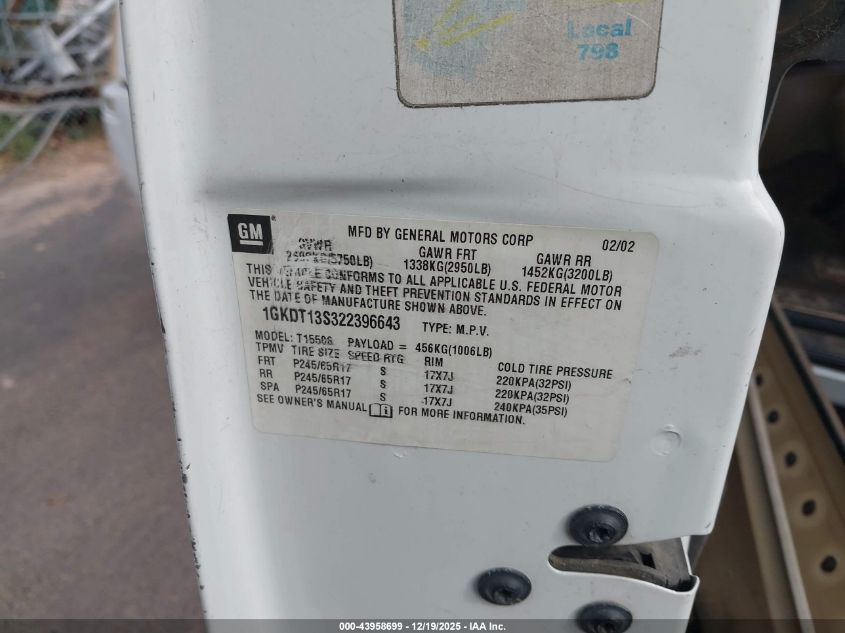 Local
798
GM
MFD BY GENERAL MOTORS CORP 02/02
GVWR GAWR FRT GAWR RR
1338KG(2950LB) 1452KG(3200LB)
THIS VEHICLE CONFORMS TO ALL APPLICABLE U.S. FEDERAL MOTOR
VEHICLE SAFETY AND THEFT PREVENTION STANDARDS IN EFFECT ON
THE DATE OF MANUFACTURE SHOWN ABOVE.
1GKDT13S322396643 TYPE: M.P.V.
MODEL: T15506 PAYLOAD = 456KG(1006LB)
TPMV TIRE SIZE SPEED RTG RIM COLD TIRE PRESSURE
FRT P245/65R17 S 17X7J 220KPA(32PSI)
RR P245/65R17 S 17X7J 220KPA(32PSI)
SPA P245/65R17 S 17X7J 240KPA(35PSI)
SEE OWNER'S MANUAL FOR MORE INFORMATION.
000-43958699 - 12/19/2025 - IAA Inc.